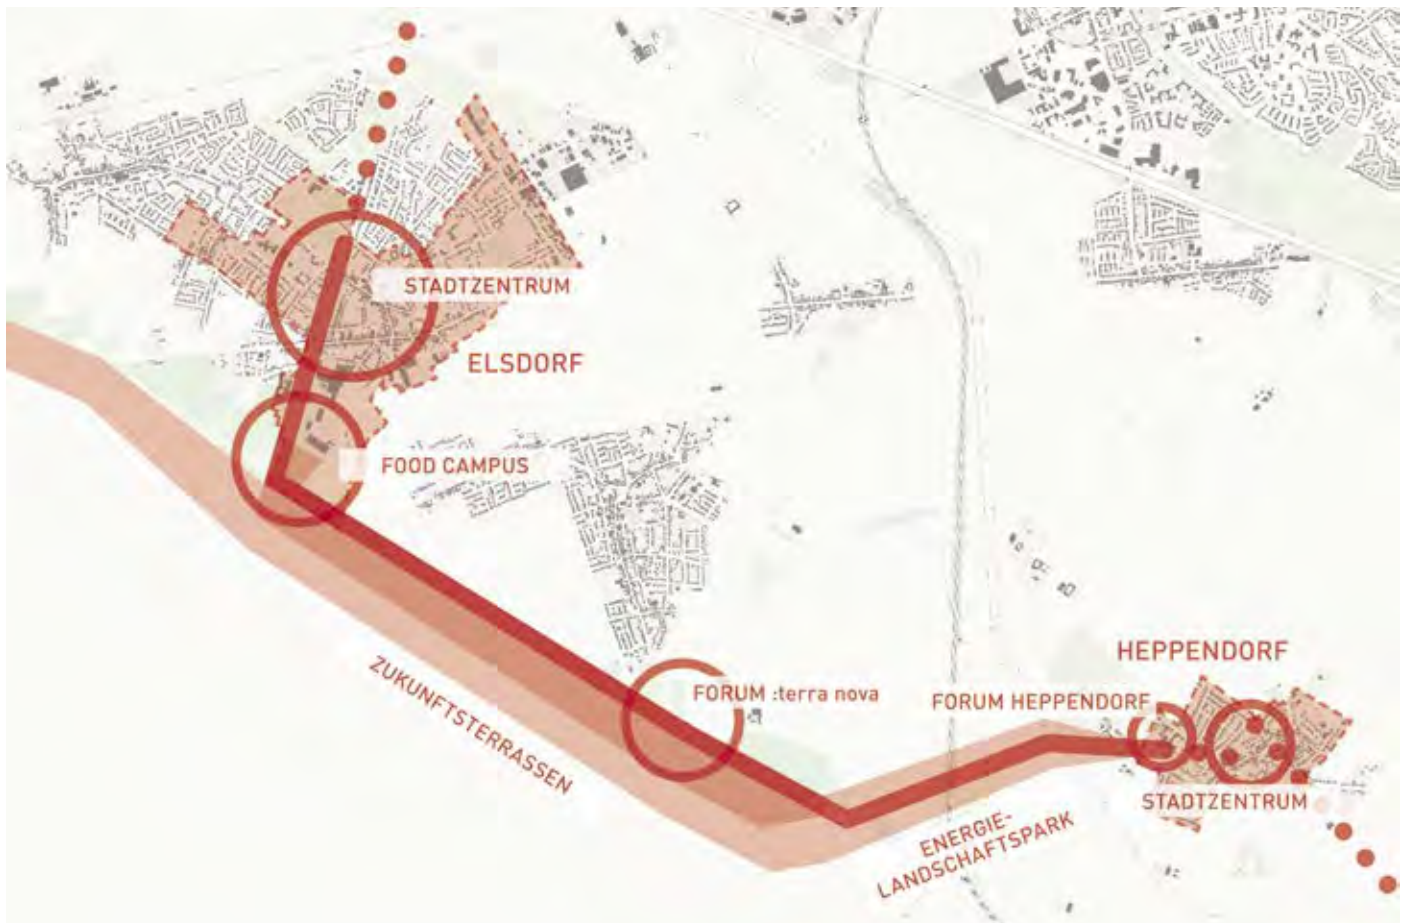 STADTZENTRUM
ELSDORF
FOOD CAMPUS
ZUKUNFTSTERRASSEN
FORUM :terra nova
HEPPENDORF
FORUM HEPPENDORF
STADTZENTRUM
ENERGIE-
LANDSCHAFTSPARK